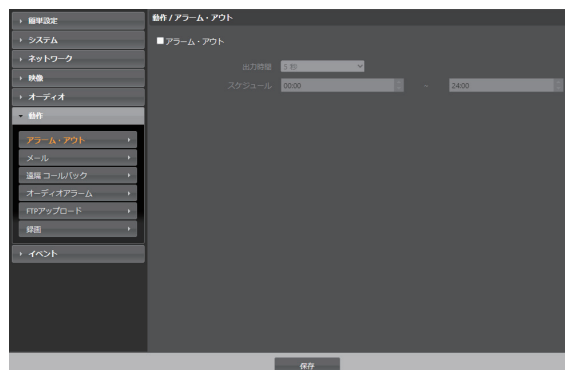 簡単設定
システム
ネットワーク
映像
オーディオ
動作
アラーム・アウト
メール
遠隔 コールバック
オーディオアラーム
FTPアップロード
録画
イベント
動作 / アラーム・アウト
アラーム・アウト
出力時間 5 秒
スケジュール 00:00 ~ 24:00
保存